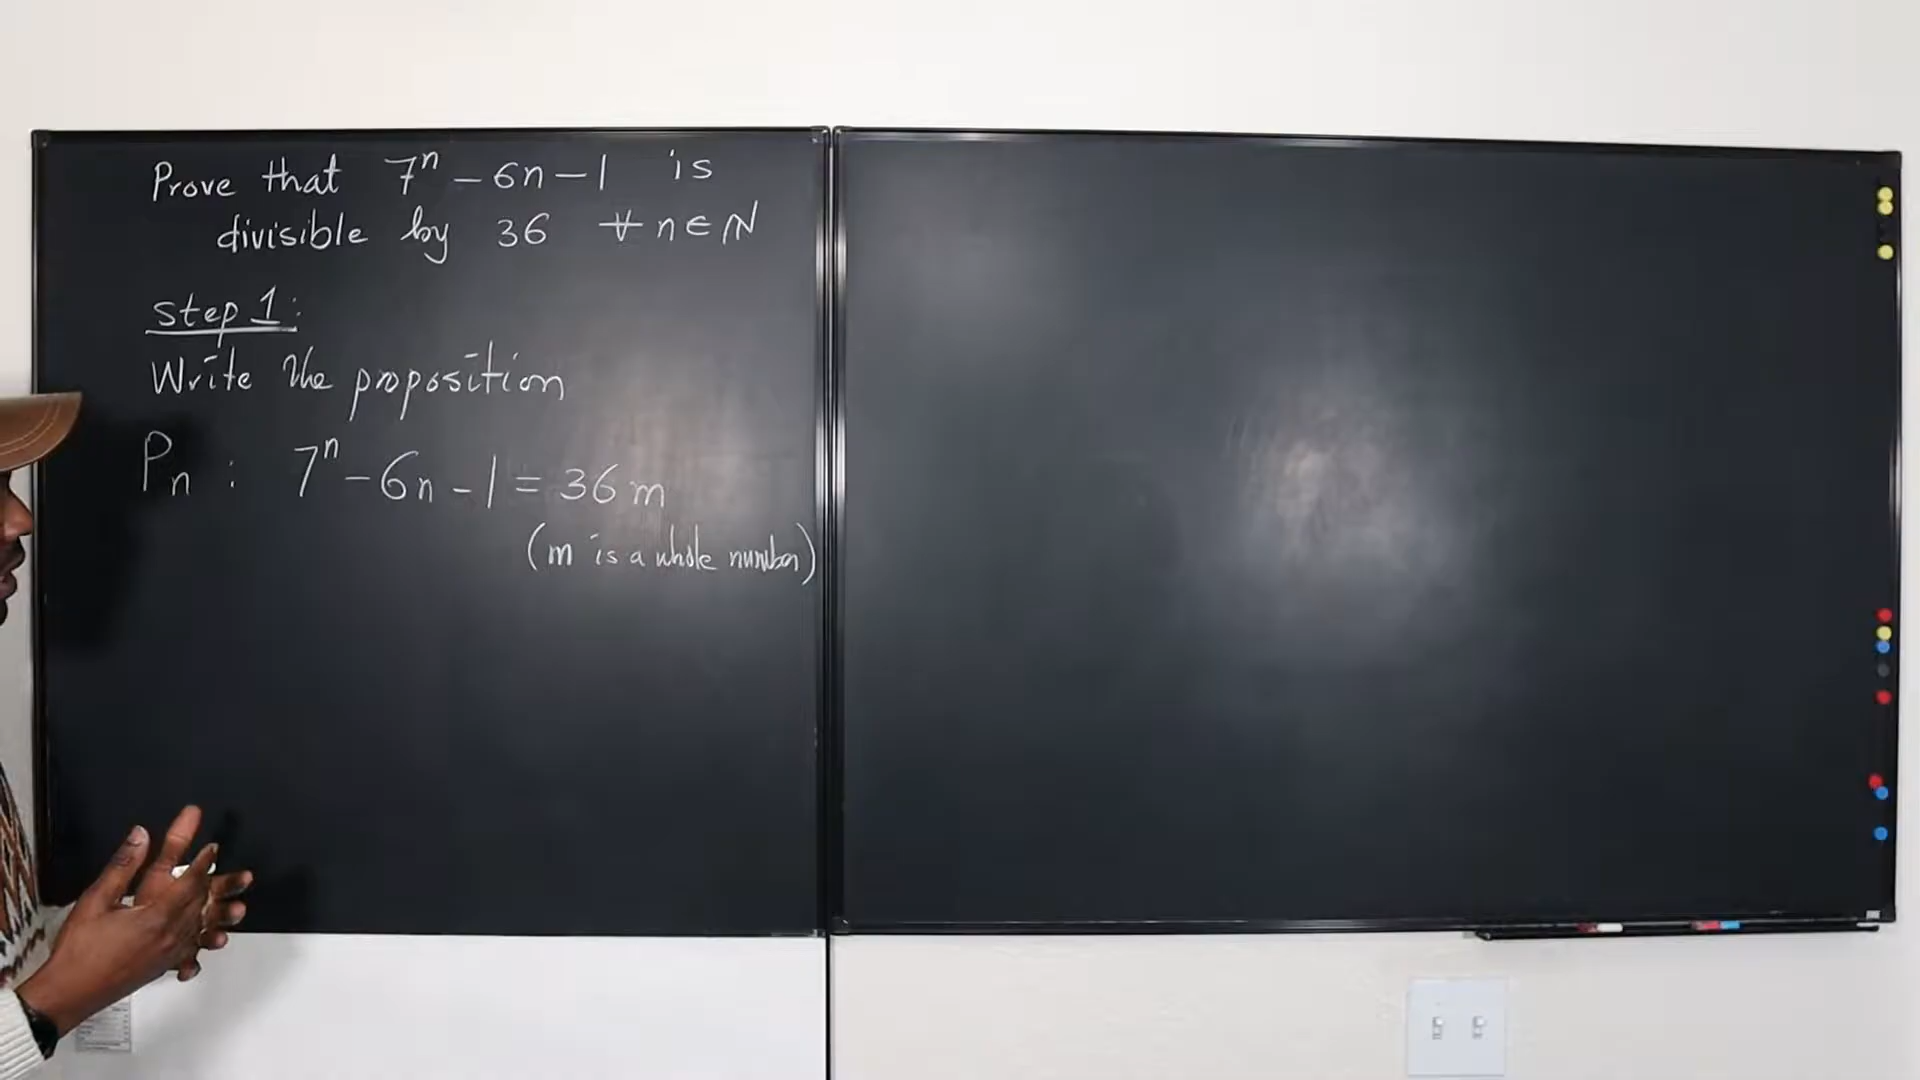 Prove that 7ⁿ - 6n - 1 is
divisible by 36 ∀ n ∈ ℕ
step 1:
Write the proposition
Pₙ : 7ⁿ - 6n - 1 = 36m
(m is a whole number)